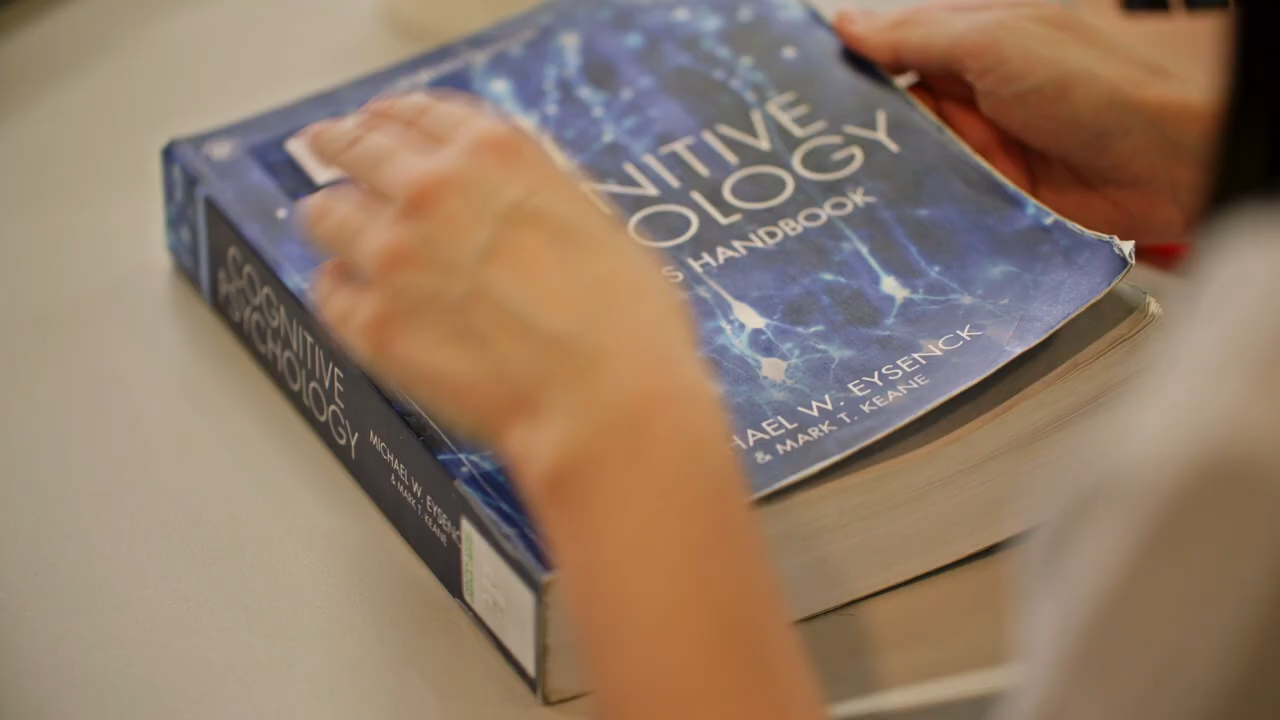 NITIVE
OLOGY
S HANDBOOK
HAEL W. EYSENCK
& MARK T. KEANE
COGNITIVE
PSYCHOLOGY
MICHAEL W. EYSENC
& MARK T. KEANE